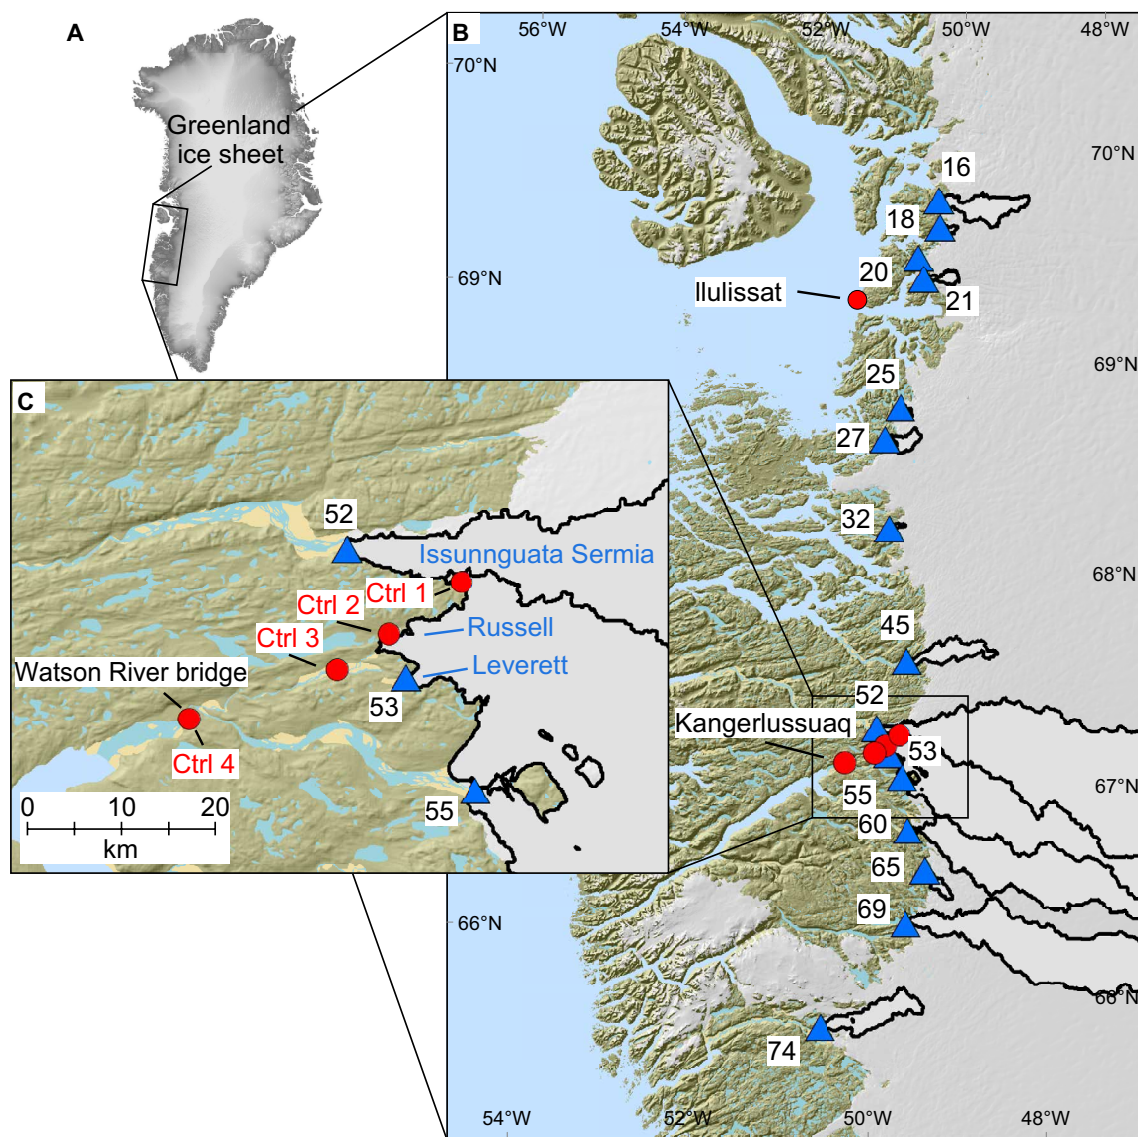 A
Greenland
ice sheet
B
56°W
54°W
52°W
50°W
48°W
70°N
70°N
16
18
20
21
69°N
Ilulissat
69°N
25
27
32
68°N
45
52
Kangerlussuaq
53
55
67°N
60
65
69
66°N
66°N
74
54°W
52°W
50°W
48°W
C
52
Issunnguata Sermia
Ctrl 1
Ctrl 2
Russell
Ctrl 3
Leverett
Watson River bridge
53
Ctrl 4
0 10 20
km
55